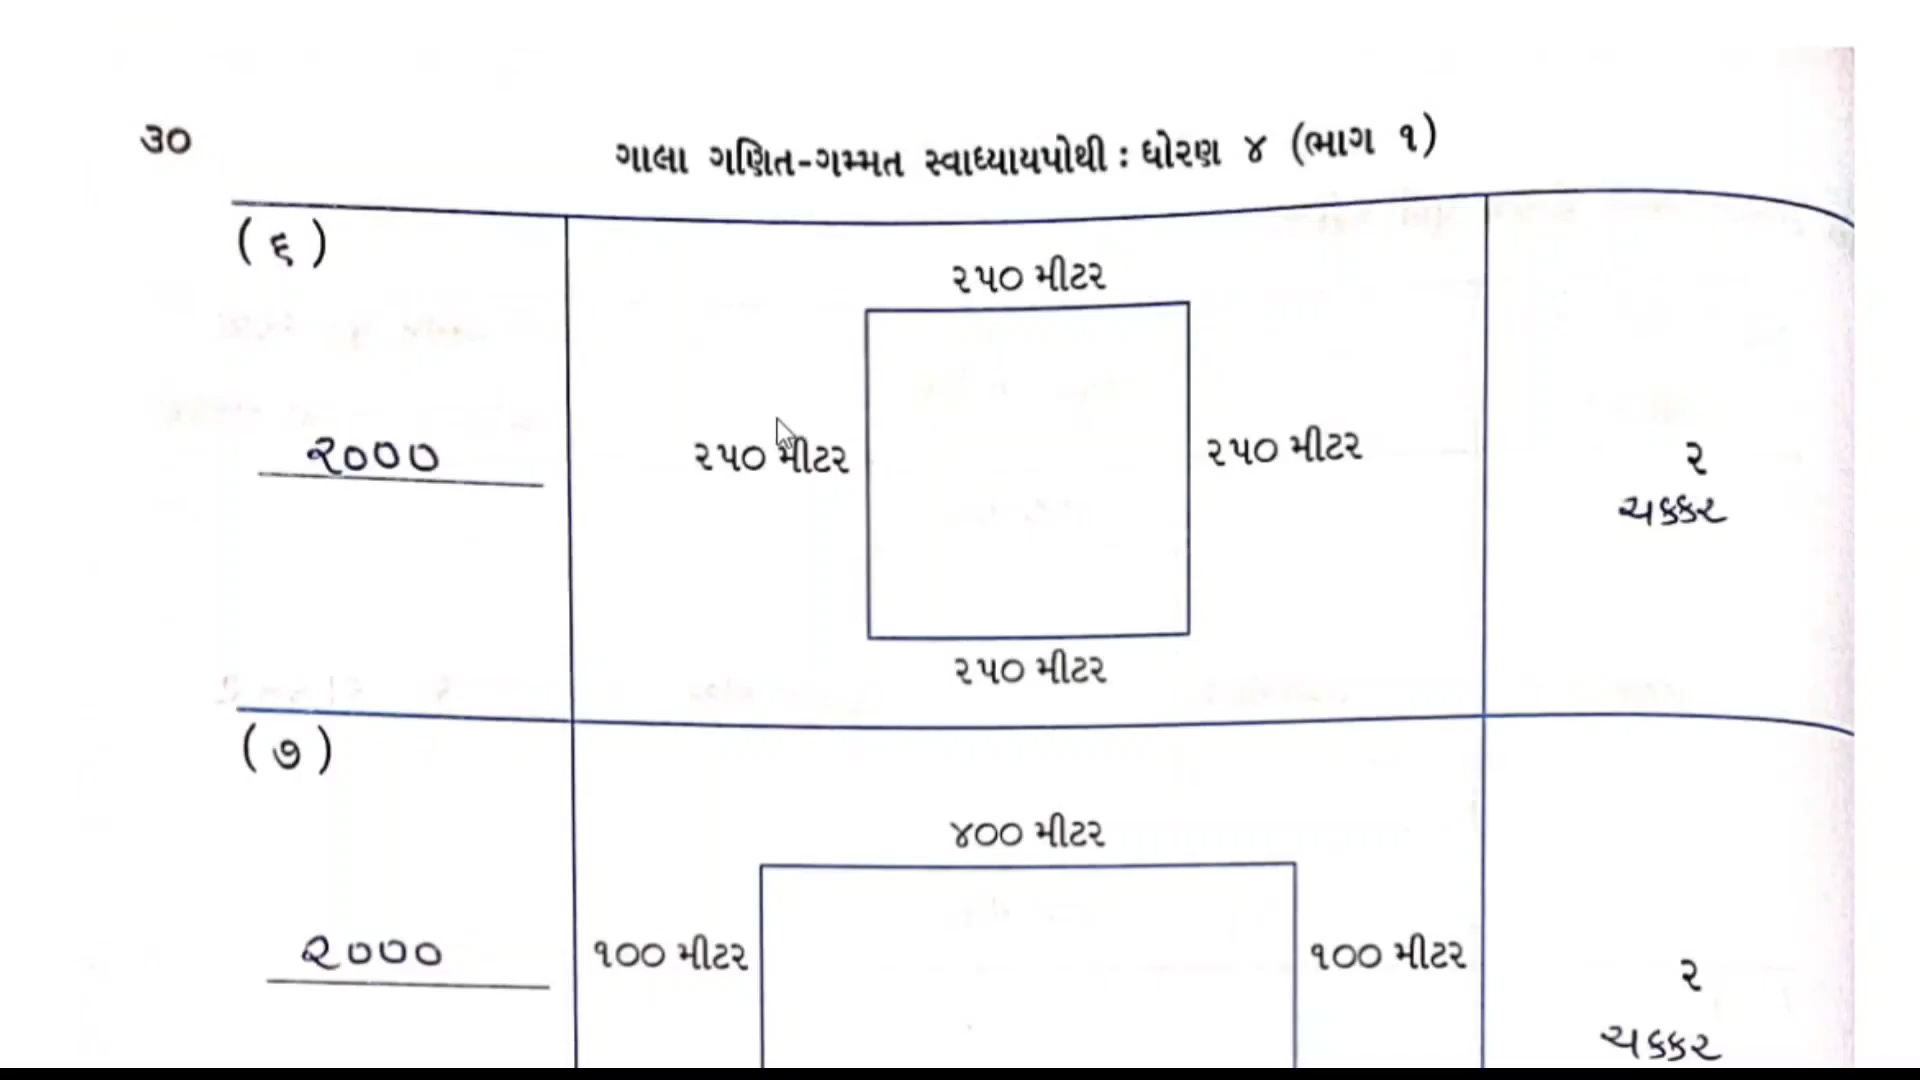 ૩૦
ગાલા ગણિત-ગમ્મત સ્વાધ્યાયપોથી : ધોરણ ૪ (ભાગ ૧)
(૬)
૨૫૦ મીટર
૨૦૦૦
૨૫૦ મીટર
૨૫૦ મીટર
૨
ચક્કર
૨૫૦ મીટર
(૭)
૪૦૦ મીટર
૨૦૦૦
૧૦૦ મીટર
૧૦૦ મીટર
૨
ચક્કર